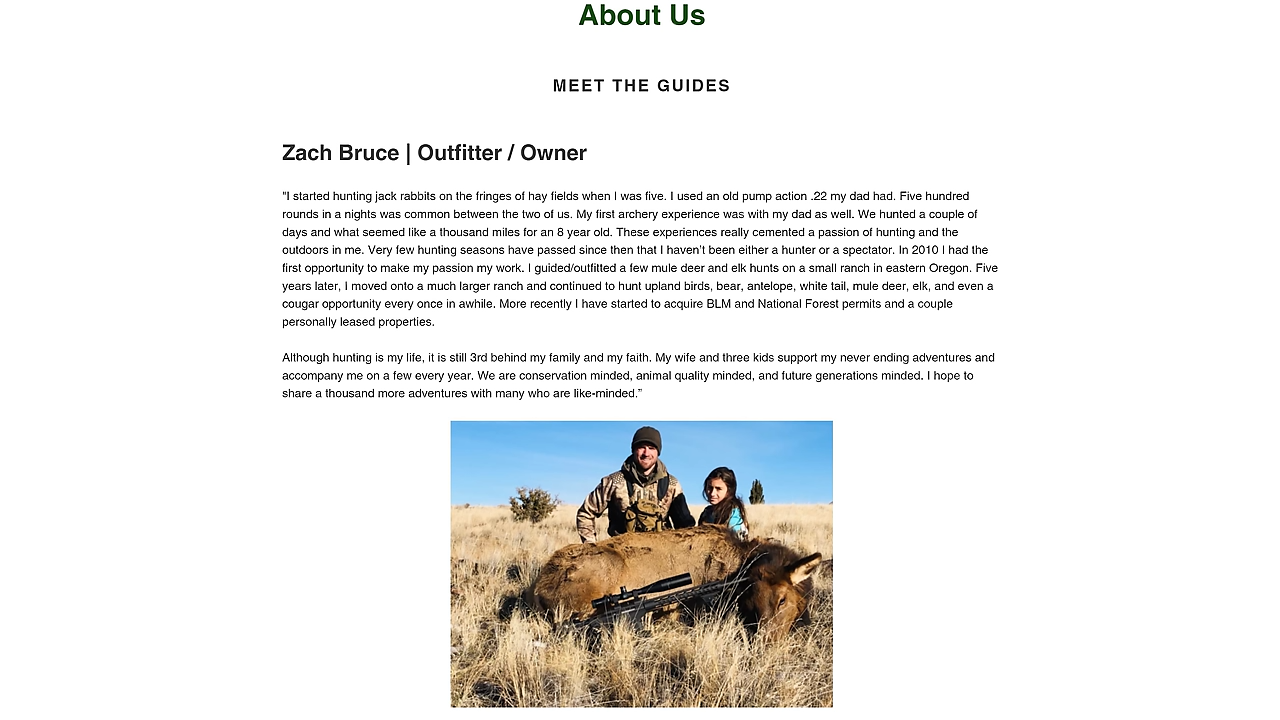 About Us
MEET THE GUIDES
Zach Bruce | Outfitter / Owner
"I started hunting jack rabbits on the fringes of hay fields when I was five. I used an old pump action .22 my dad had. Five hundred
rounds in a nights was common between the two of us. My first archery experience was with my dad as well. We hunted a couple of
days and what seemed like a thousand miles for an 8 year old. These experiences really cemented a passion of hunting and the
outdoors in me. Very few hunting seasons have passed since then that I haven't been either a hunter or a spectator. In 2010 I had the
first opportunity to make my passion my work. I guided/outfitted a few mule deer and elk hunts on a small ranch in eastern Oregon. Five
years later, I moved onto a much larger ranch and continued to hunt upland birds, bear, antelope, white tail, mule deer, elk, and even a
cougar opportunity every once in awhile. More recently I have started to acquire BLM and National Forest permits and a couple
personally leased properties.
Although hunting is my life, it is still 3rd behind my family and my faith. My wife and three kids support my never ending adventures and
accompany me on a few every year. We are conservation minded, animal quality minded, and future generations minded. I hope to
share a thousand more adventures with many who are like-minded.”